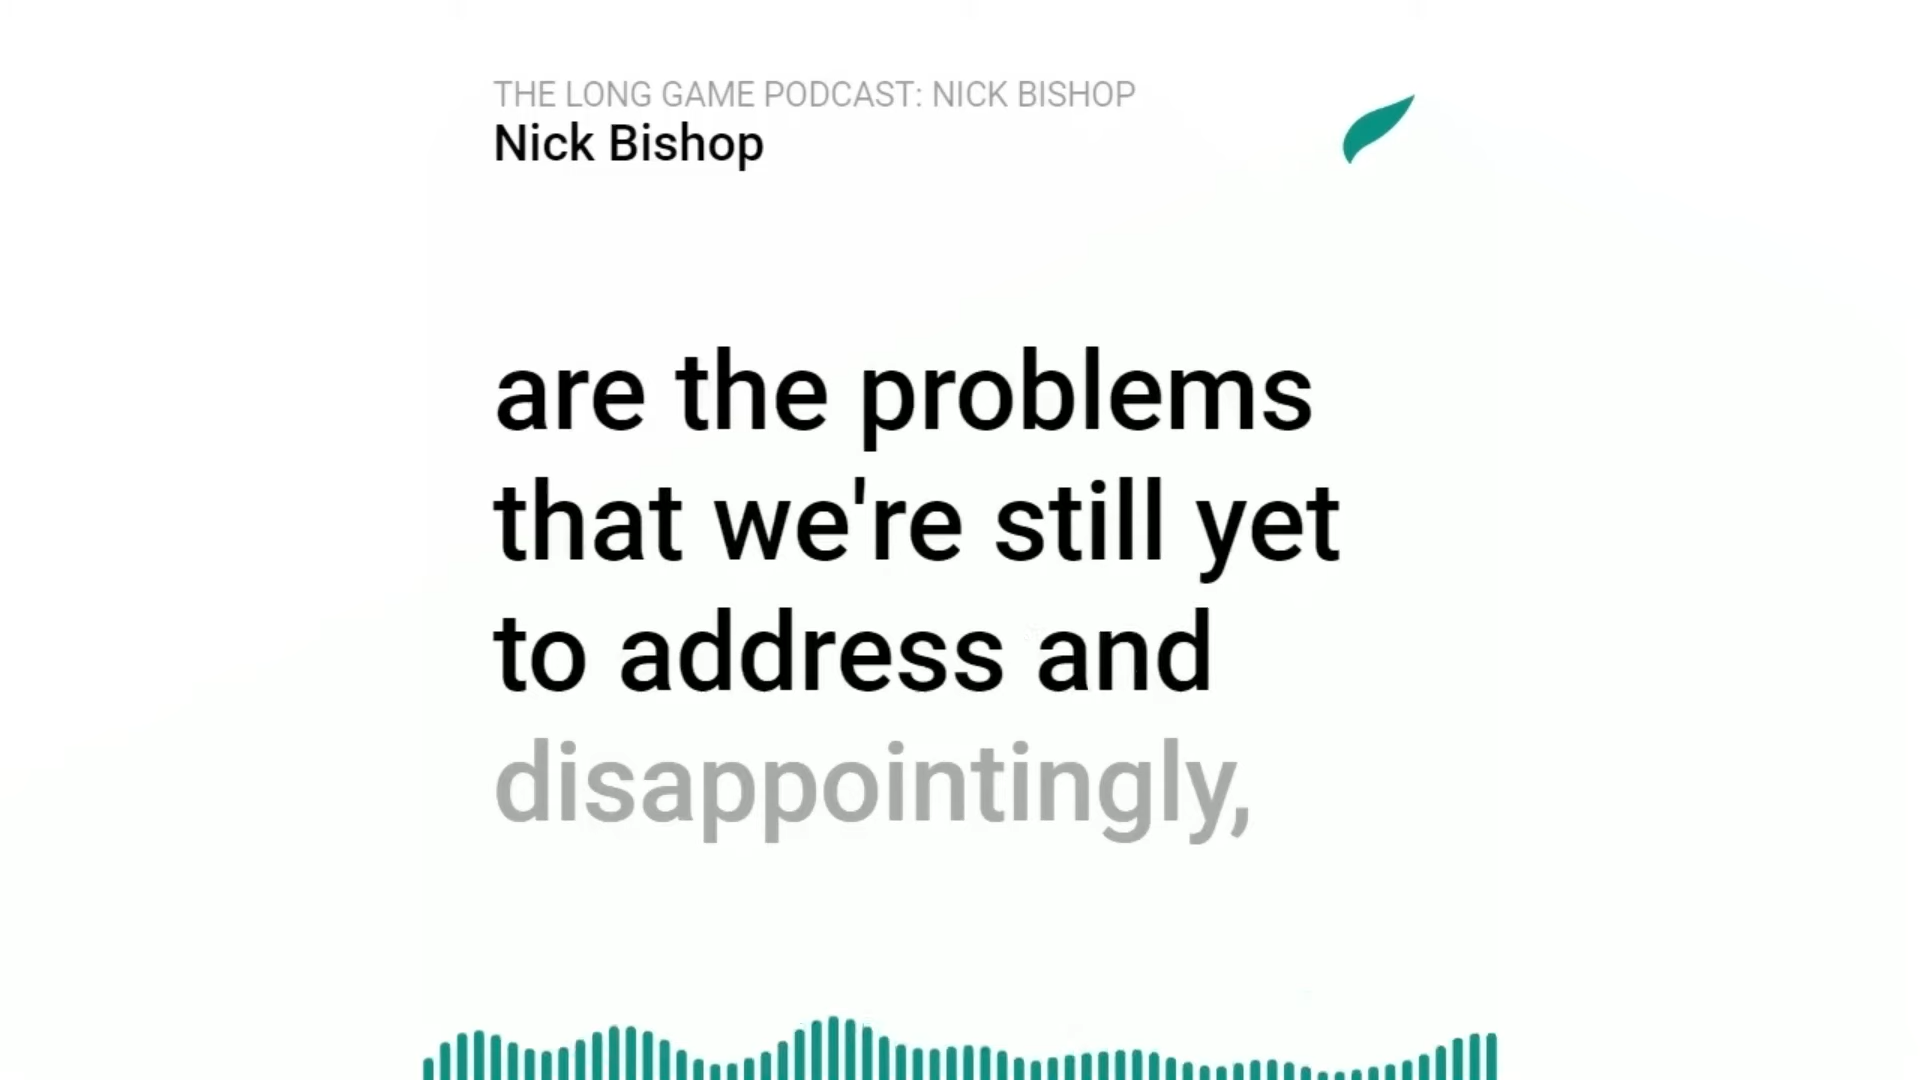 THE LONG GAME PODCAST: NICK BISHOP
Nick Bishop
are the problems
that we're still yet
to address and
disappointingly,